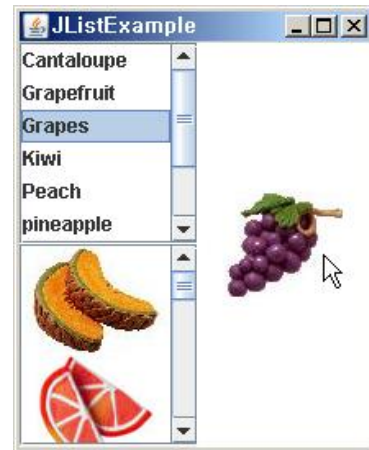 JListExample
Cantaloupe
Grapefruit
Grapes
Kiwi
Peach
pineapple